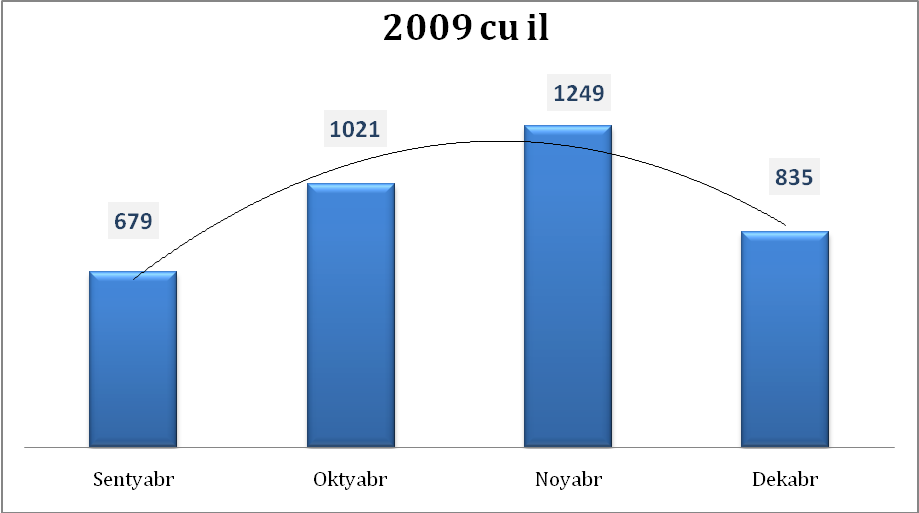 2009 cu il
1249
1021
835
679
Sentyabr
Oktyabr
Noyabr
Dekabr